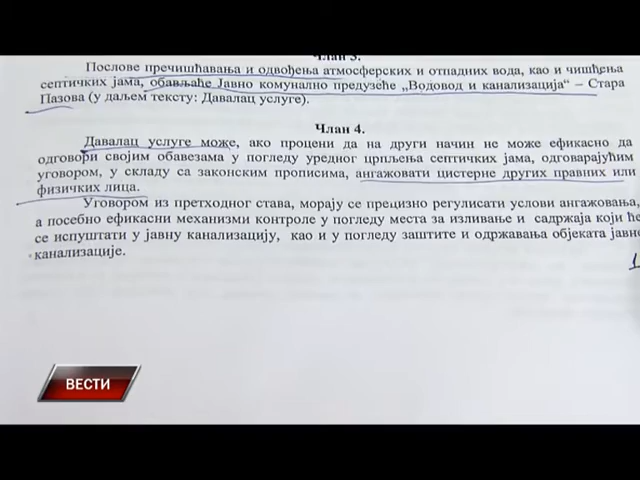 Члан 3.
Послове пречишћавања и одвођења атмосферских и отпадних вода, као и чишћења
септичких јама, обављаће Јавно комунално предузеће „Водовод и канализација“ – Стара
Пазова (у даљем тексту: Давалац услуге).
Члан 4.
Давалац услуге може, ако процени да на други начин не може ефикасно да
одговори својим обавезама у погледу уредног црпљења септичких јама, одговарајућим
уговором, у складу са законским прописима, ангажовати цистерне других правних или
физичких лица.
Уговором из претходног става, морају се прецизно регулисати услови ангажовања,
а посебно ефикасни механизми контроле у погледу места за изливање и садржаја који ће
се испуштати у јавну канализацију, као и у погледу заштите и одржавања објеката јавне
канализације.
1
ВЕСТИ